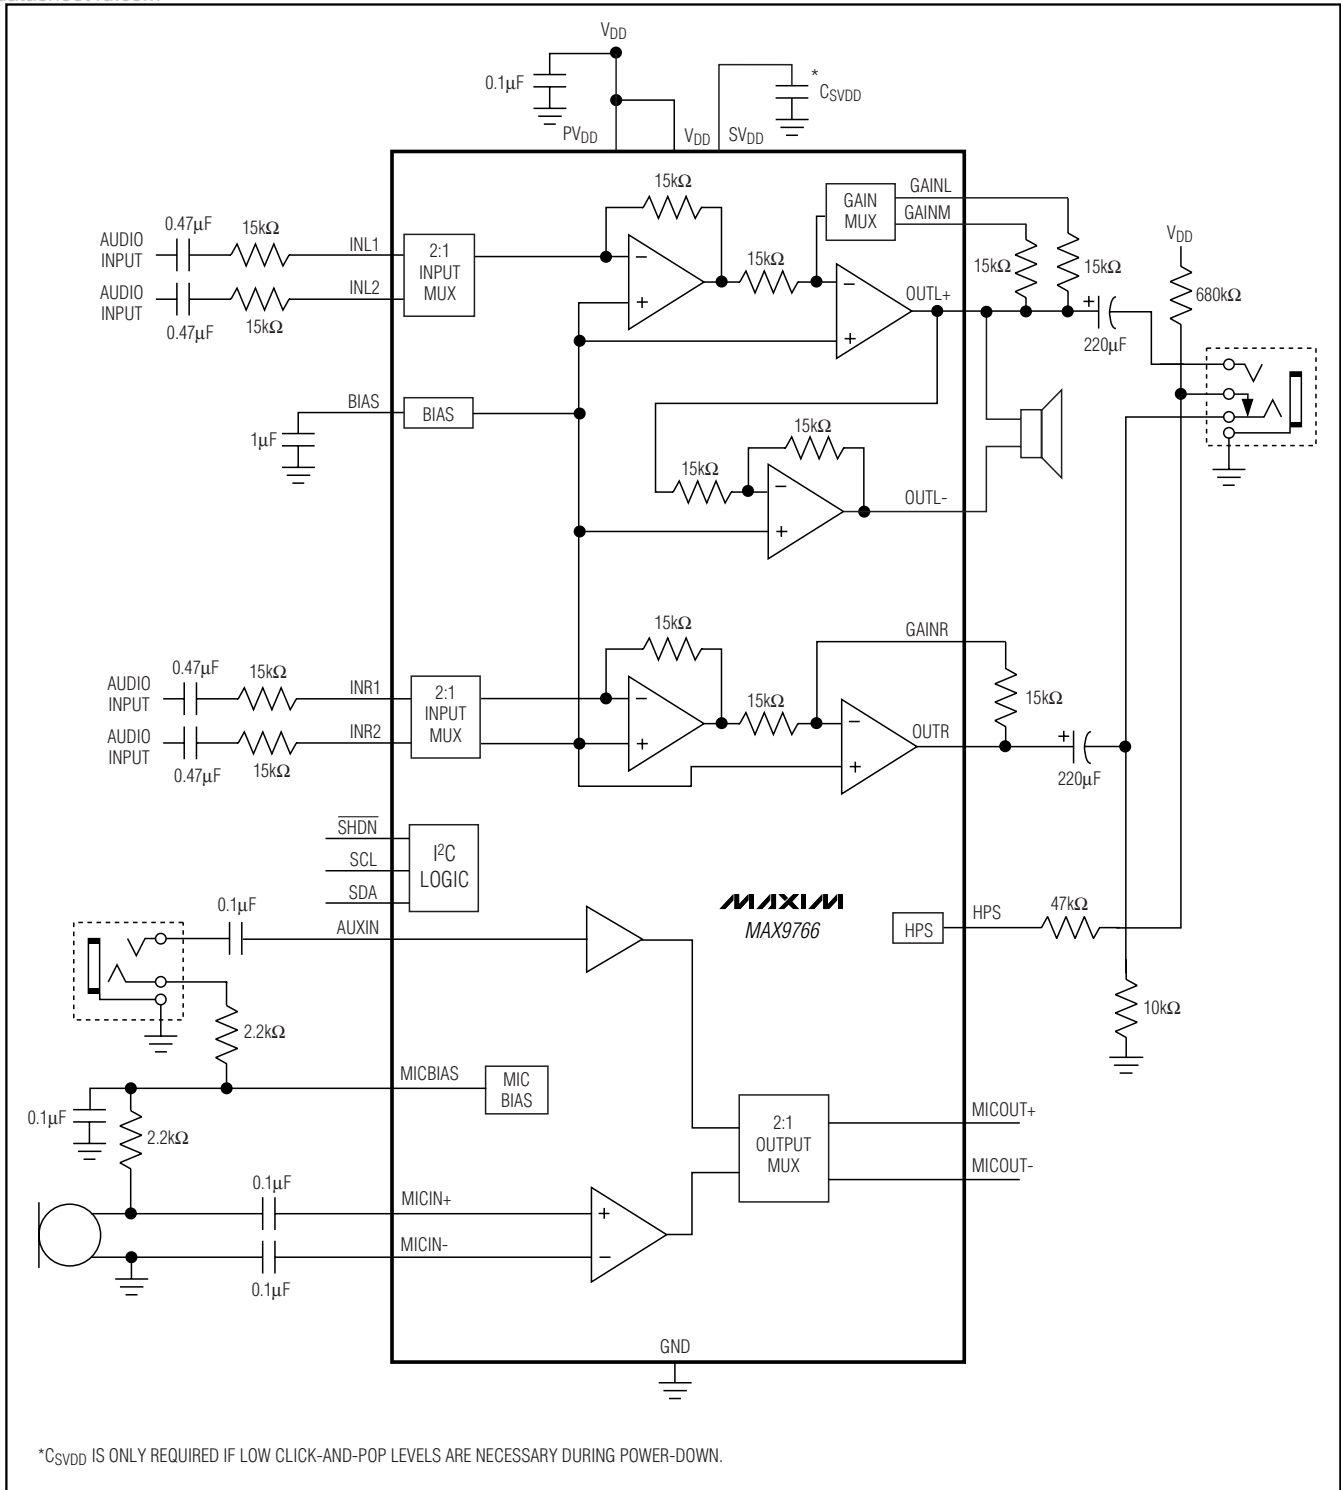 V_DD
0.1µF
*
C_SVDD
PV_DD
V_DD
SV_DD
15kΩ
GAIN
MUX
GAINL
GAINM
AUDIO
INPUT
0.47µF
15kΩ
INL1
2:1
INPUT
MUX
AUDIO
INPUT
0.47µF
15kΩ
INL2
−
+
15kΩ
−
+
OUTL+
15kΩ
15kΩ
+
220µF
V_DD
680kΩ
BIAS
BIAS
1µF
15kΩ
15kΩ
−
+
OUTL-
15kΩ
GAINR
AUDIO
INPUT
0.47µF
15kΩ
INR1
2:1
INPUT
MUX
AUDIO
INPUT
0.47µF
15kΩ
INR2
−
+
15kΩ
−
+
OUTR
15kΩ
+
220µF
SHDN
SCL
SDA
I²C
LOGIC
MAXIM
MAX9766
HPS
HPS
47kΩ
10kΩ
0.1µF
AUXIN
2.2kΩ
MICBIAS
MIC
BIAS
0.1µF
2.2kΩ
2:1
OUTPUT
MUX
MICOUT+
MICOUT-
0.1µF
MICIN+
+
MICIN-
−
0.1µF
GND
*C_SVDD IS ONLY REQUIRED IF LOW CLICK-AND-POP LEVELS ARE NECESSARY DURING POWER-DOWN.